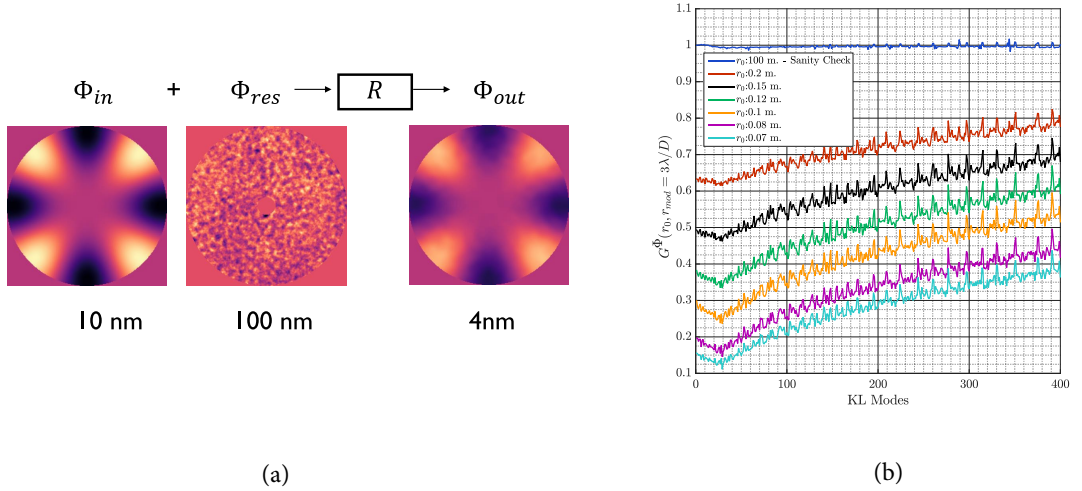 Φ_in + Φ_res R Φ_out
10 nm 100 nm 4nm
(a)
G^Φ(r_0, r_mod = 3λ/D)
1.1
1
0.9
0.8
0.7
0.6
0.5
0.4
0.3
0.2
0.1
r_0:100 m. - Sanity Check
r_0:0.2 m.
r_0:0.15 m.
r_0:0.12 m.
r_0:0.1 m.
r_0:0.08 m.
r_0:0.07 m.
0 100 200 300 400
KL Modes
(b)